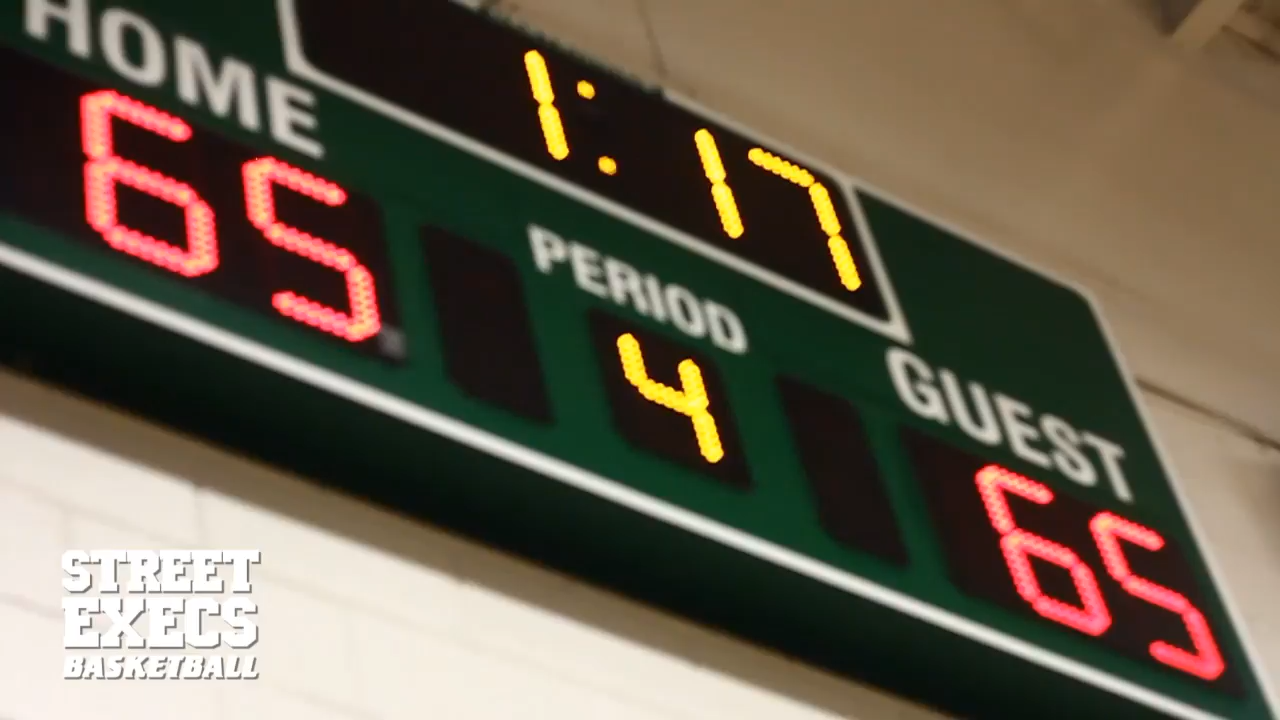 HOME
65
1:17
PERIOD
4
GUEST
65
STREET
EXECS
BASKETBALL